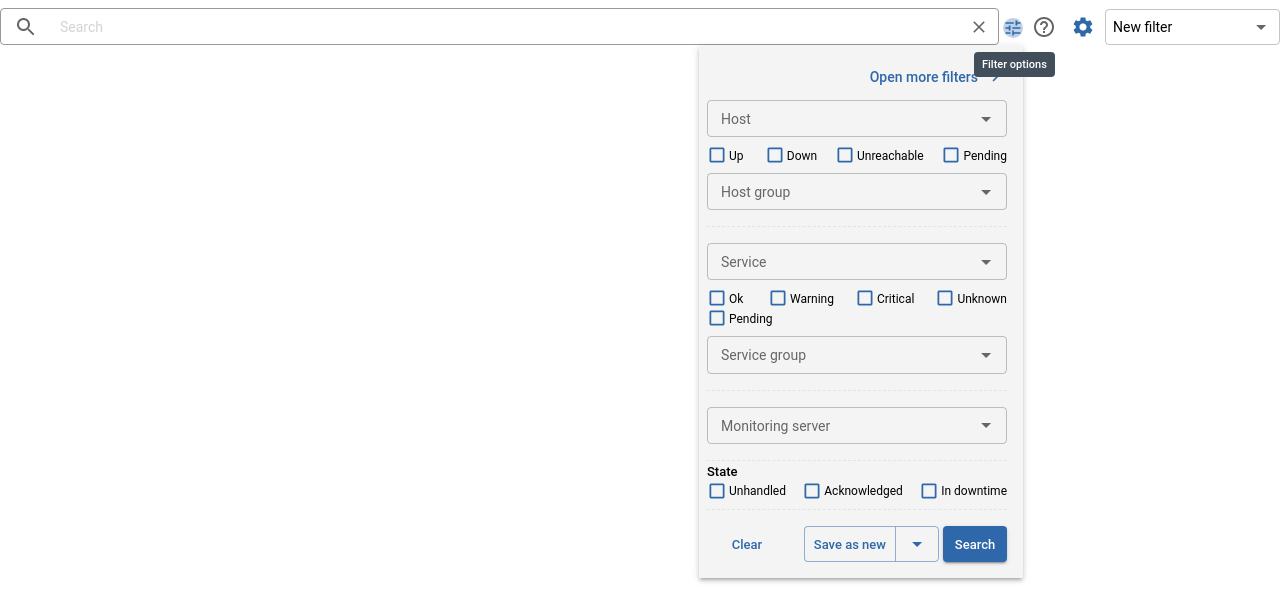 Search
New filter
Filter options
Open more filters
Host
Up Down Unreachable Pending
Host group
Service
Ok Warning Critical Unknown
Pending
Service group
Monitoring server
State
Unhandled Acknowledged In downtime
Clear Save as new Search